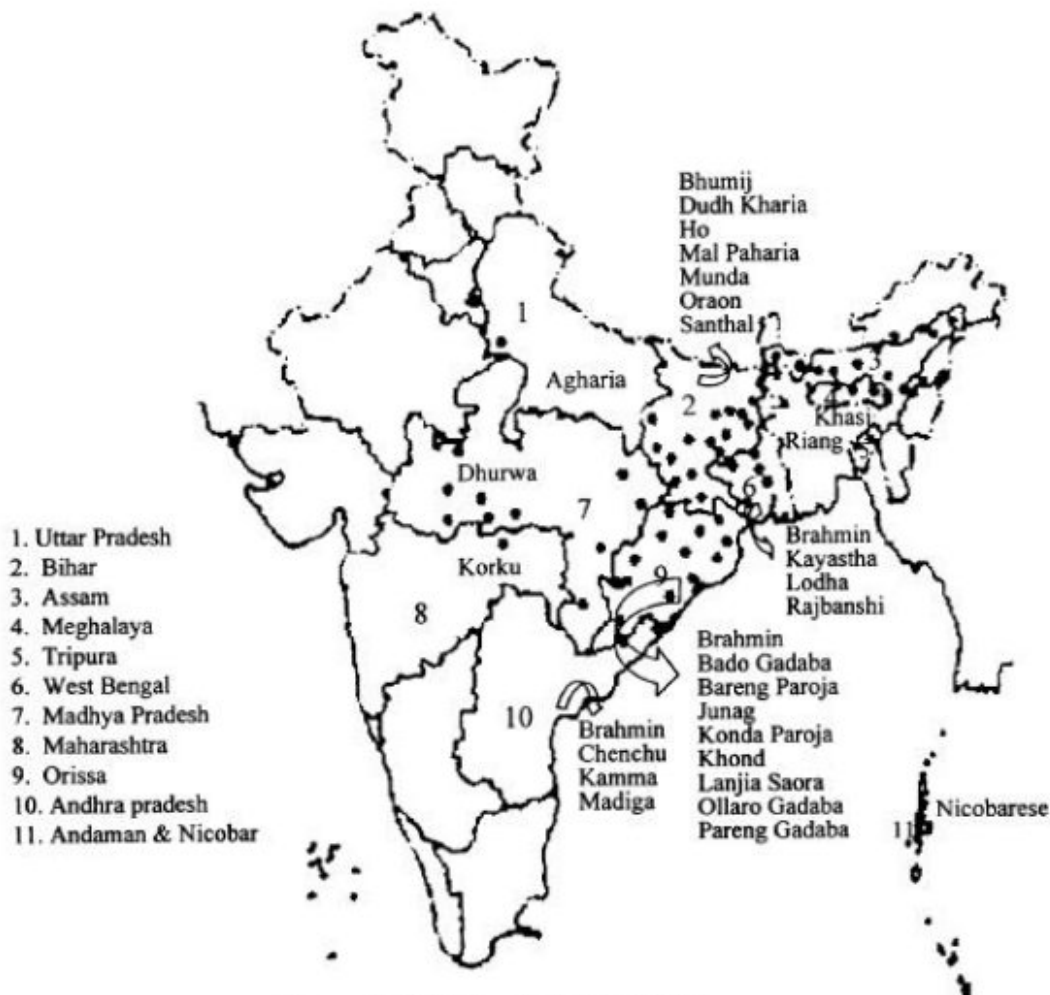 Bhumij
Dudh Kharia
Ho
Mal Paharia
Munda
Oraon
Santhal
1
Agharia
2
3
4
Khasi
Riang
5
Dhurwa
6
7
1. Uttar Pradesh
2. Bihar
3. Assam
4. Meghalaya
5. Tripura
6. West Bengal
7. Madhya Pradesh
8. Maharashtra
9. Orissa
10. Andhra pradesh
11. Andaman & Nicobar
Korku
8
9
Brahmin
Kayastha
Lodha
Rajbanshi
10
Brahmin
Chenchu
Kamma
Madiga
Brahmin
Bado Gadaba
Bareng Paroja
Junag
Konda Paroja
Khond
Lanjia Saora
Ollaro Gadaba
Pareng Gadaba
11
Nicobarese